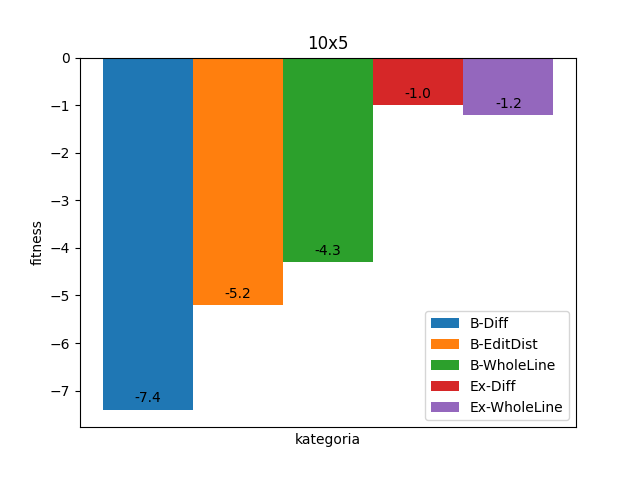 10x5
fitness
0
−1
−2
−3
−4
−5
−6
−7
-7.4
-5.2
-4.3
-1.0
-1.2
B-Diff
B-EditDist
B-WholeLine
Ex-Diff
Ex-WholeLine
kategoria